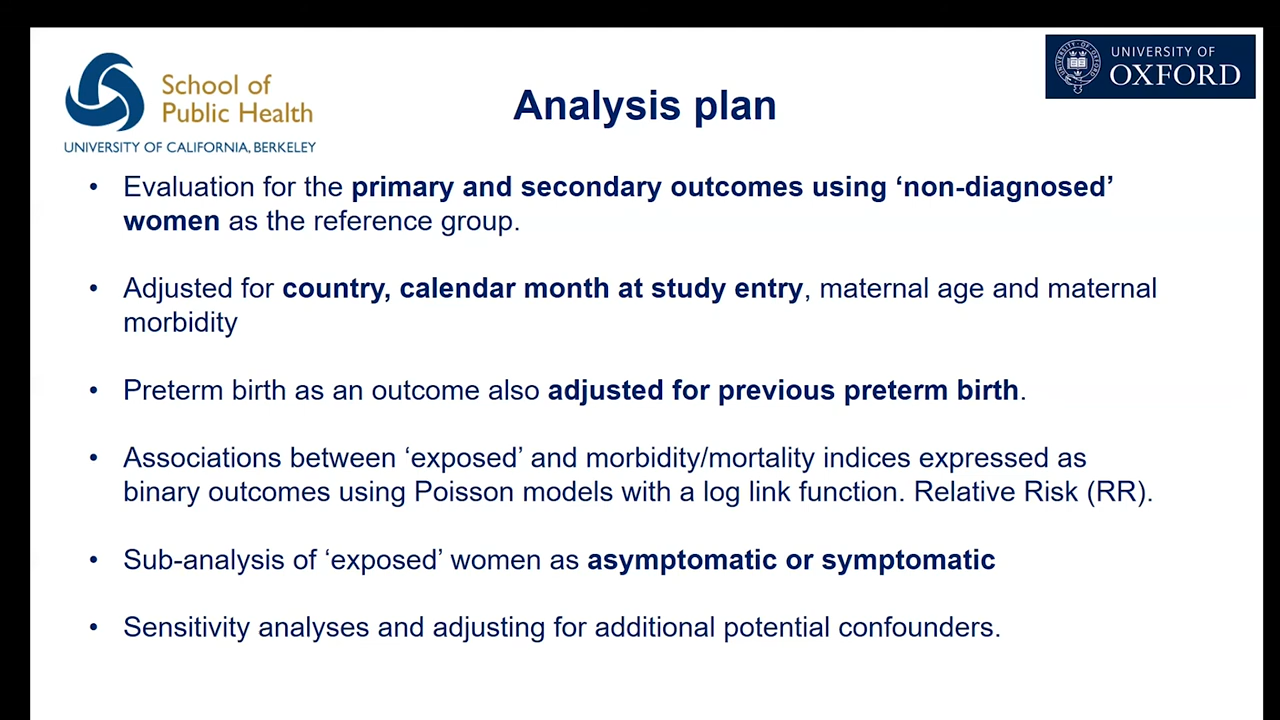 School of
Public Health
UNIVERSITY OF CALIFORNIA, BERKELEY
UNIVERSITY OF
OXFORD
Analysis plan
• Evaluation for the primary and secondary outcomes using ‘non-diagnosed’
women as the reference group.
• Adjusted for country, calendar month at study entry, maternal age and maternal
morbidity
• Preterm birth as an outcome also adjusted for previous preterm birth.
• Associations between ‘exposed’ and morbidity/mortality indices expressed as
binary outcomes using Poisson models with a log link function. Relative Risk (RR).
• Sub-analysis of ‘exposed’ women as asymptomatic or symptomatic
• Sensitivity analyses and adjusting for additional potential confounders.